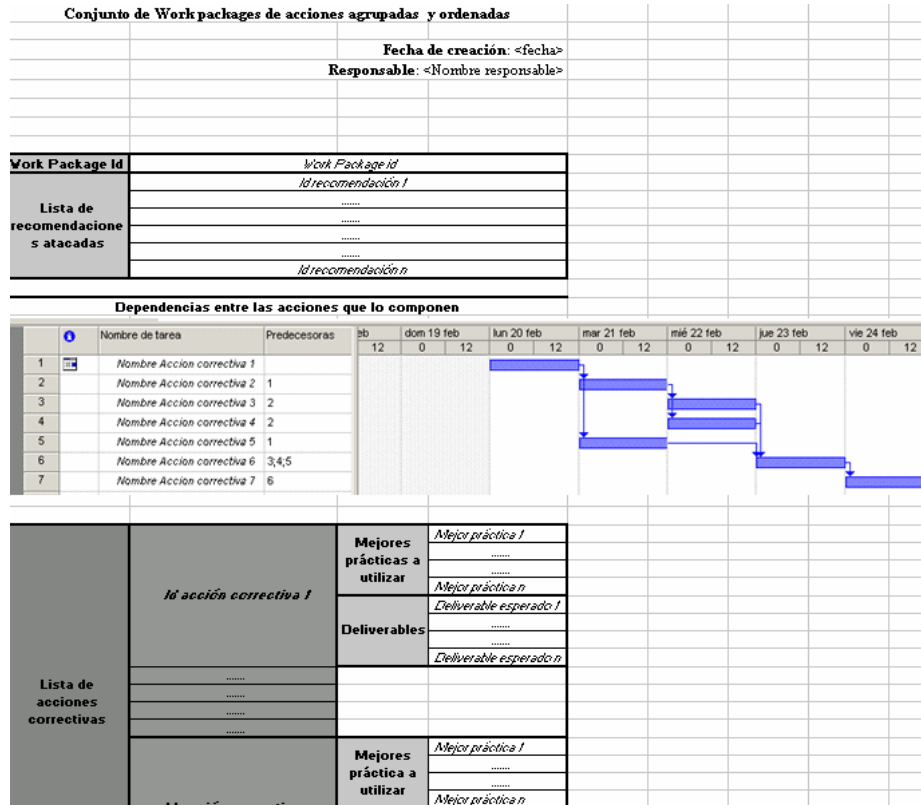 Conjunto de Work packages de acciones agrupadas y ordenadas
Fecha de creación: <fecha>
Responsable: <Nombre responsable>
Work Package Id Work Package id
Lista de recomendacione s atacadas
Id recomendación 1
.......
.......
.......
.......
Id recomendación n
Dependencias entre las acciones que lo componen
Nombre de tarea Predecesoras eb dom 19 feb lun 20 feb mar 21 feb mié 22 feb jue 23 feb vie 24 feb
12 0 12 0 12 0 12 0 12 0 12 0 12
1 Nombre Accion correctiva 1
2 Nombre Accion correctiva 2 1
3 Nombre Accion correctiva 3 2
4 Nombre Accion correctiva 4 2
5 Nombre Accion correctiva 5 1
6 Nombre Accion correctiva 6 3;4;5
7 Nombre Accion correctiva 7 6
Lista de
acciones
correctivas
Id acción correctiva 1
Mejores
prácticas a
utilizar
Mejor práctica 1
.......
.......
Mejor práctica n
Deliverables
Deliverable esperado 1
.......
.......
Deliverable esperado n
.......
.......
.......
.......
Mejores
práctica a
utilizar
Mejor práctica 1
.......
.......
Mejor práctica n